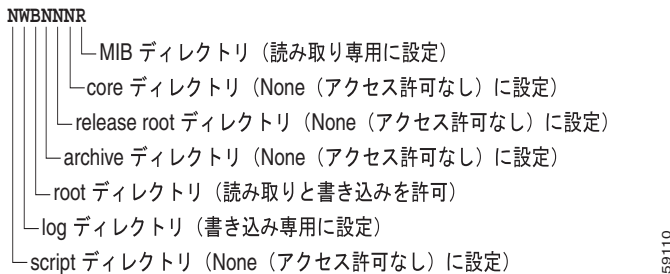 NWBNNNR
MIB ディレクトリ（読み取り専用に設定）
core ディレクトリ（None（アクセス許可なし）に設定）
release root ディレクトリ（None（アクセス許可なし）に設定）
archive ディレクトリ（None（アクセス許可なし）に設定）
root ディレクトリ（読み取りと書き込みを許可）
log ディレクトリ（書き込み専用に設定）
script ディレクトリ（None（アクセス許可なし）に設定）
59110